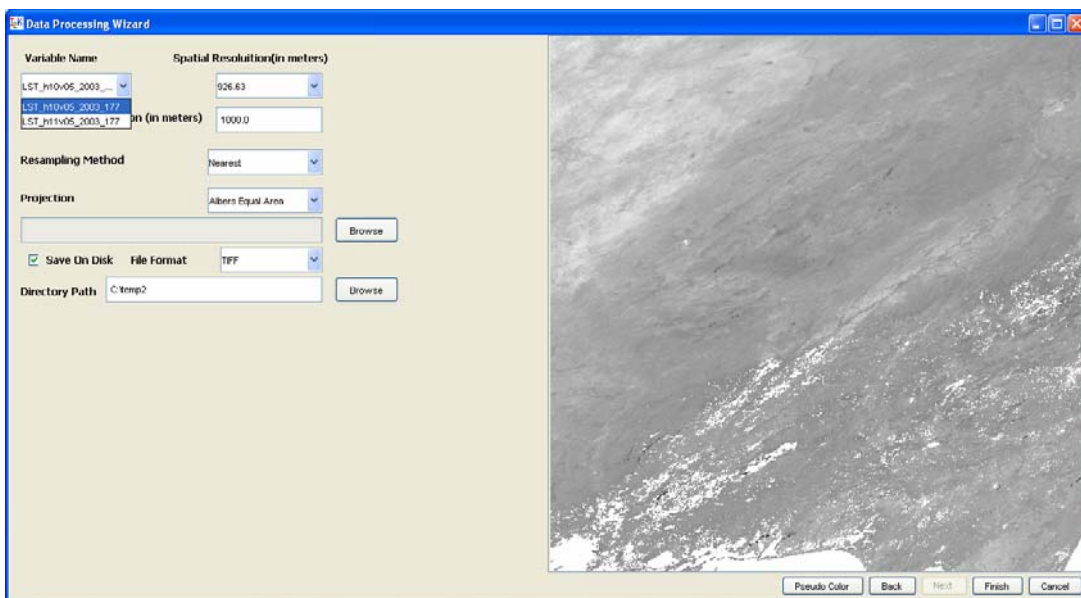 Data Processing Wizard
Variable Name Spatial Resoluition(in meters)
LST_h10v05_2003_... 926.63
LST_h10v05_2003_177
LST_h11v05_2003_177
on (in meters) 1000.0
Resampling Method Nearest
Projection Albers Equal Area
Browse
Save On Disk File Format TIFF
Directory Path C:\temp2 Browse
Pseudo Color Back Next Finish Cancel